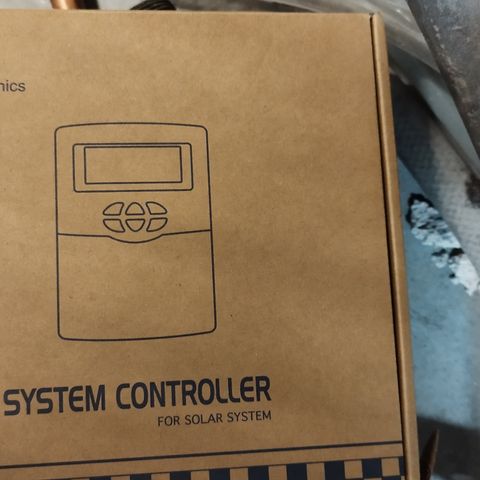 nics
SYSTEM CONTROLLER
FOR SOLAR SYSTEM